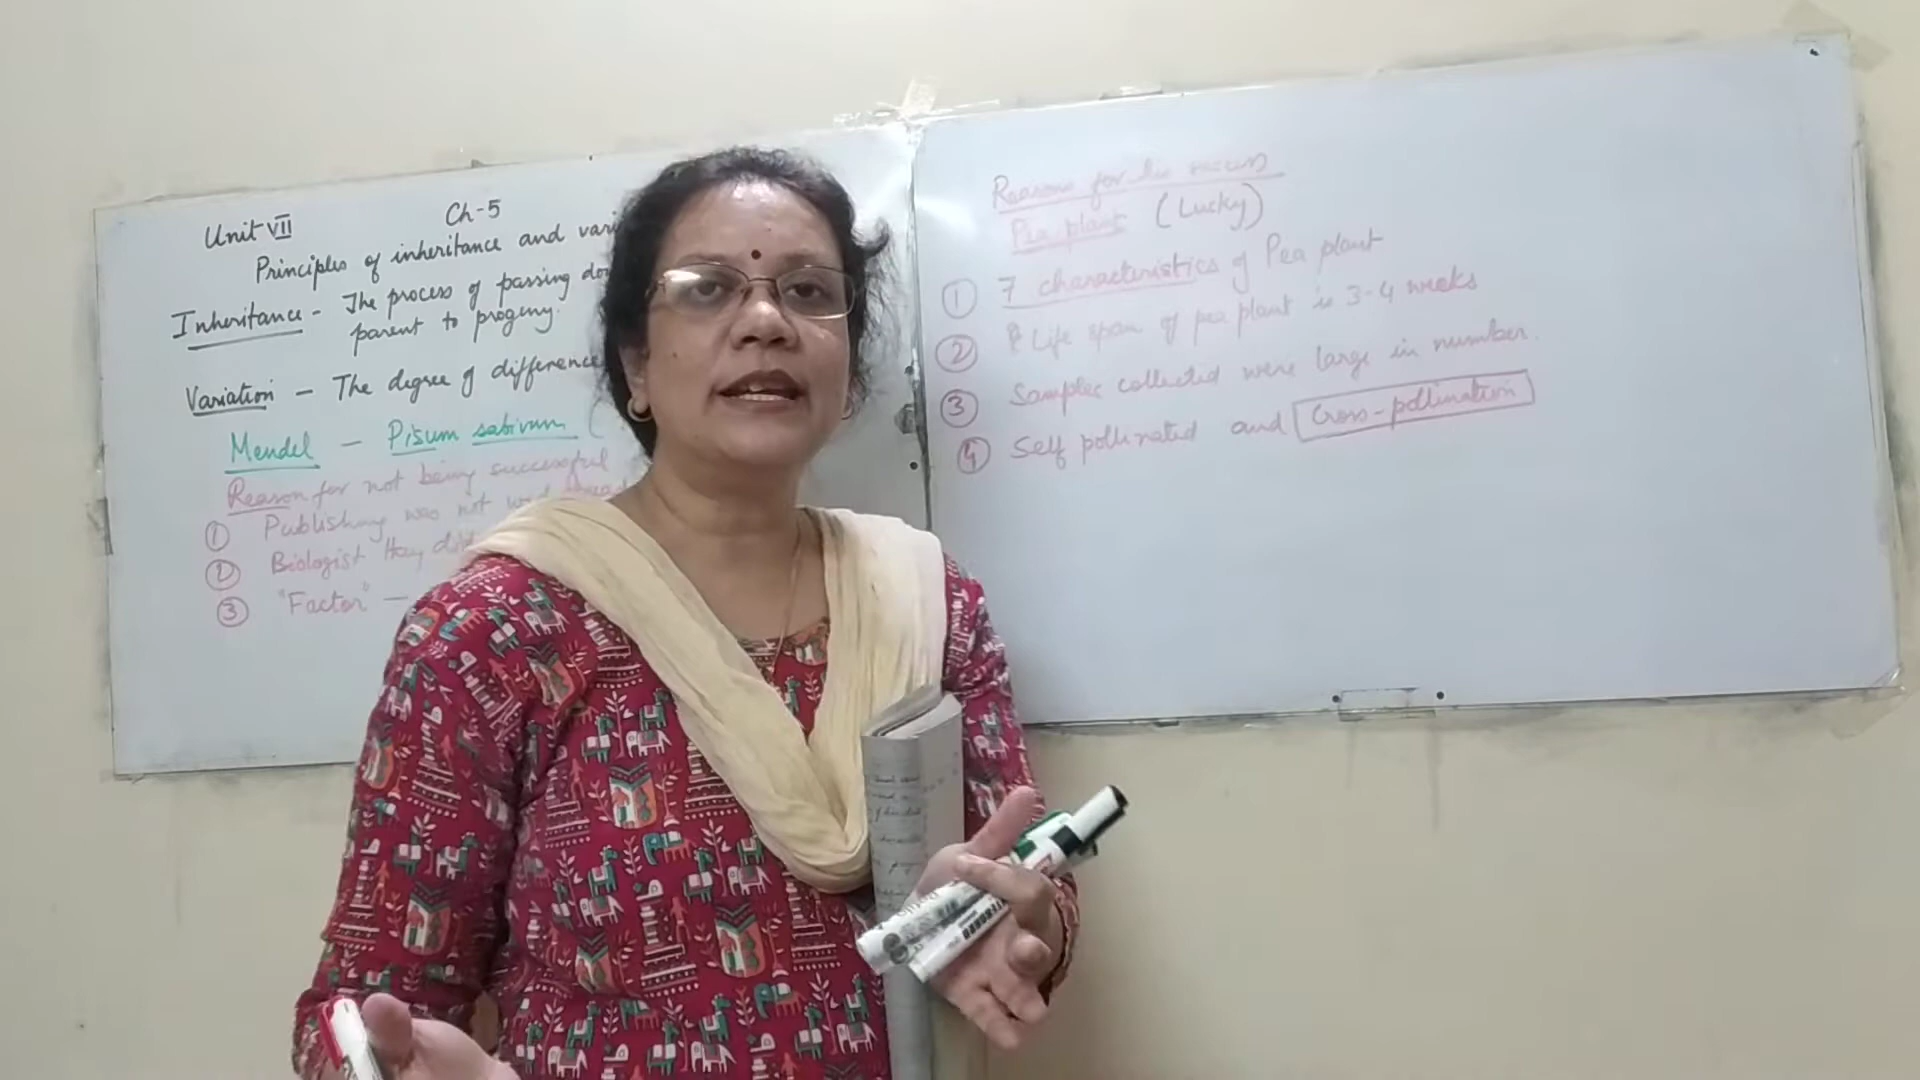 Unit VII Ch-5
Principles of inheritance and vari
Inheritance - The process of passing do
parent to progeny.
Variation — The degree of difference
Mendel — Pisum sabivum (
Reason for not being successful
① Publishing was not
② Biologist they
③ "Factor" —
Reasons for his success
Pea plant (Lucky)
① 7 characteristics of Pea plant
② Life span of pea plant is 3-4 weeks
③ Samples collected were large in number.
④ Self pollinated and Cross-pollination